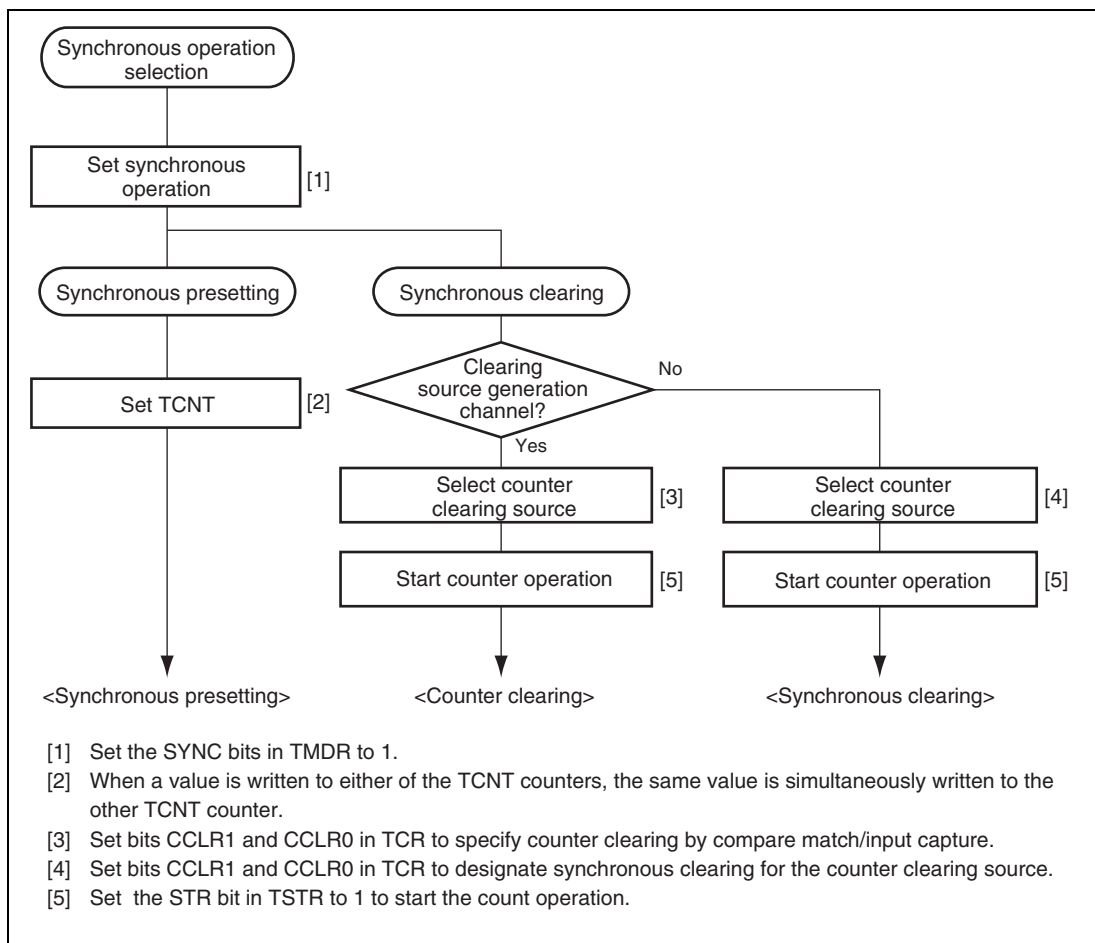 Synchronous operation
selection
Set synchronous
operation
[1]
Synchronous presetting
Synchronous clearing
Clearing
source generation
channel?
No
Yes
Set TCNT
[2]
Select counter
clearing source
[3]
Select counter
clearing source
[4]
Start counter operation
[5]
Start counter operation
[5]
<Synchronous presetting>
<Counter clearing>
<Synchronous clearing>
[1] Set the SYNC bits in TMDR to 1.
[2] When a value is written to either of the TCNT counters, the same value is simultaneously written to the
other TCNT counter.
[3] Set bits CCLR1 and CCLR0 in TCR to specify counter clearing by compare match/input capture.
[4] Set bits CCLR1 and CCLR0 in TCR to designate synchronous clearing for the counter clearing source.
[5] Set the STR bit in TSTR to 1 to start the count operation.